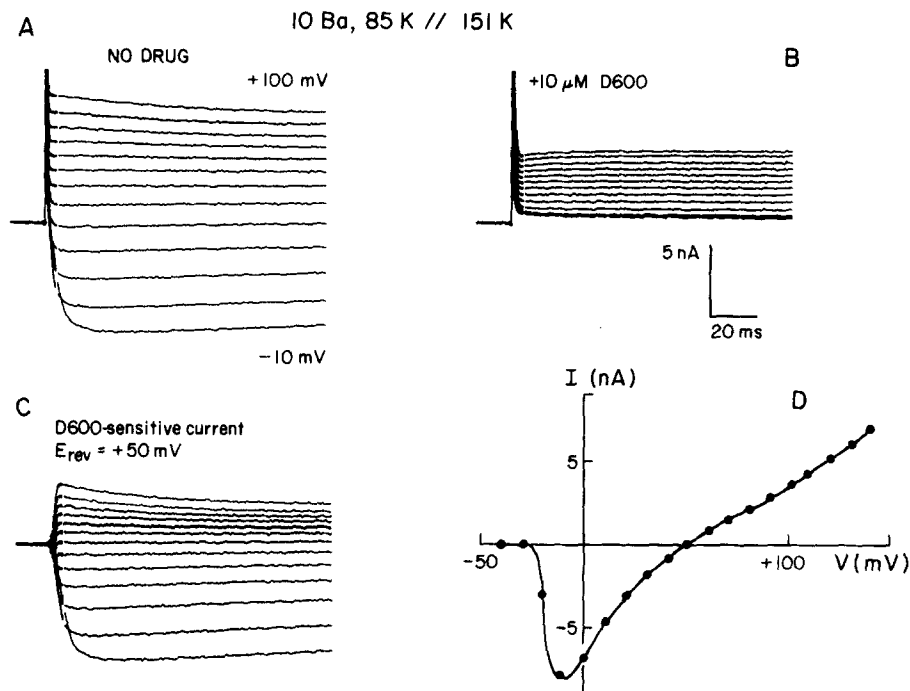 10 Ba, 85 K // 151 K
A
NO DRUG
+100 mV
-10 mV
B
+10 μM D600
5 nA
20 ms
C
D600-sensitive current
Erev = +50 mV
D
I (nA)
5
-50
+100
V (mV)
-5